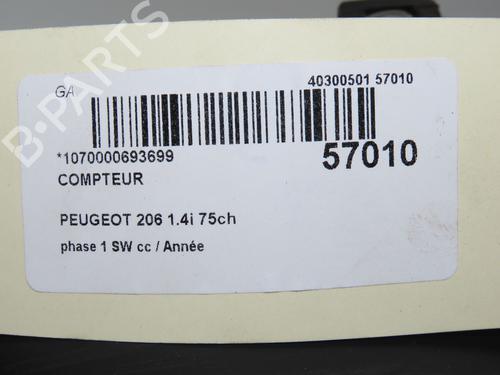 GA
40300501 57010
*1070000693699
57010
COMPTEUR
PEUGEOT 206 1.4i 75ch
phase 1 SW cc / Année
B-PARTS